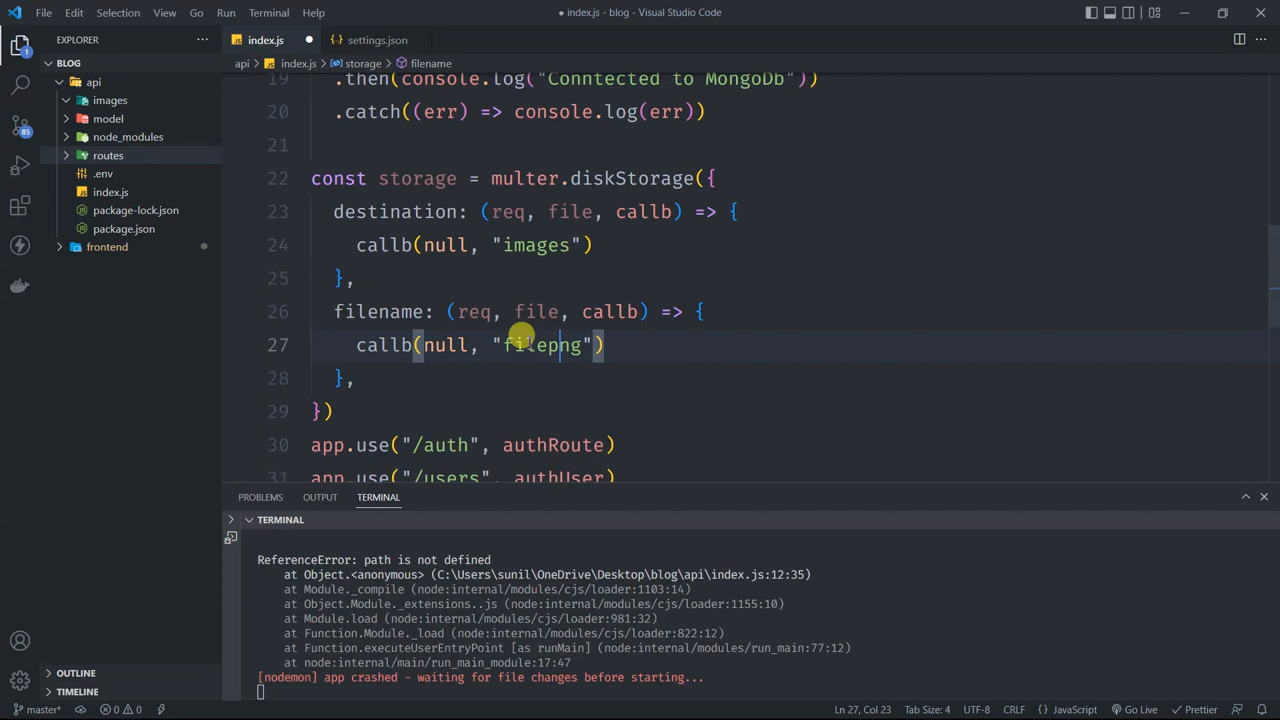 File Edit Selection View Go Run Terminal Help
● index.js - blog - Visual Studio Code
EXPLORER
BLOG
api
images
model
node_modules
routes
.env
index.js
package-lock.json
package.json
frontend
OUTLINE
TIMELINE
1
85
JS index.js ● {} settings.json
api > JS index.js > storage > filename
19 .then(console.log("Conntected to MongoDb"))
20 .catch((err) => console.log(err))
21
22 const storage = multer.diskStorage({
23 destination: (req, file, callb) => {
24 callb(null, "images")
25 },
26 filename: (req, file, callb) => {
27 callb(null, "filepng")
28 },
29 })
30 app.use("/auth", authRoute)
31 app.use("/users", authUser)
PROBLEMS OUTPUT TERMINAL
TERMINAL
ReferenceError: path is not defined
at Object.<anonymous> (C:\Users\sunil\OneDrive\Desktop\blog\api\index.js:12:35)
at Module._compile (node:internal/modules/cjs/loader:1103:14)
at Object.Module._extensions..js (node:internal/modules/cjs/loader:1155:10)
at Module.load (node:internal/modules/cjs/loader:981:32)
at Function.Module._load (node:internal/modules/cjs/loader:822:12)
at Function.executeUserEntryPoint [as runMain] (node:internal/modules/run_main:77:12)
at node:internal/main/run_main_module:17:47
[nodemon] app crashed - waiting for file changes before starting...
master* 0 0 Ln 27, Col 23 Tab Size: 4 UTF-8 CRLF {} JavaScript Go Live Prettier